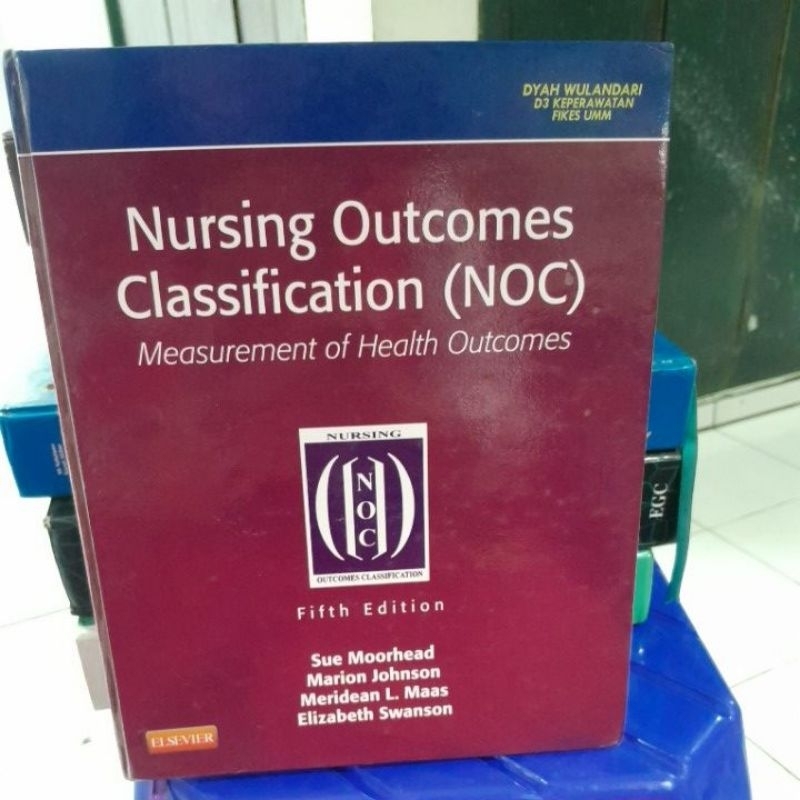 DYAH WULANDARI
D3 KEPERAWATAN
FIKES UMM
Nursing Outcomes
Classification (NOC)
Measurement of Health Outcomes
NURSING
N
O
C
OUTCOMES CLASSIFICATION
Fifth Edition
Sue Moorhead
Marion Johnson
Meridean L. Maas
Elizabeth Swanson
ELSEVIER
EGC